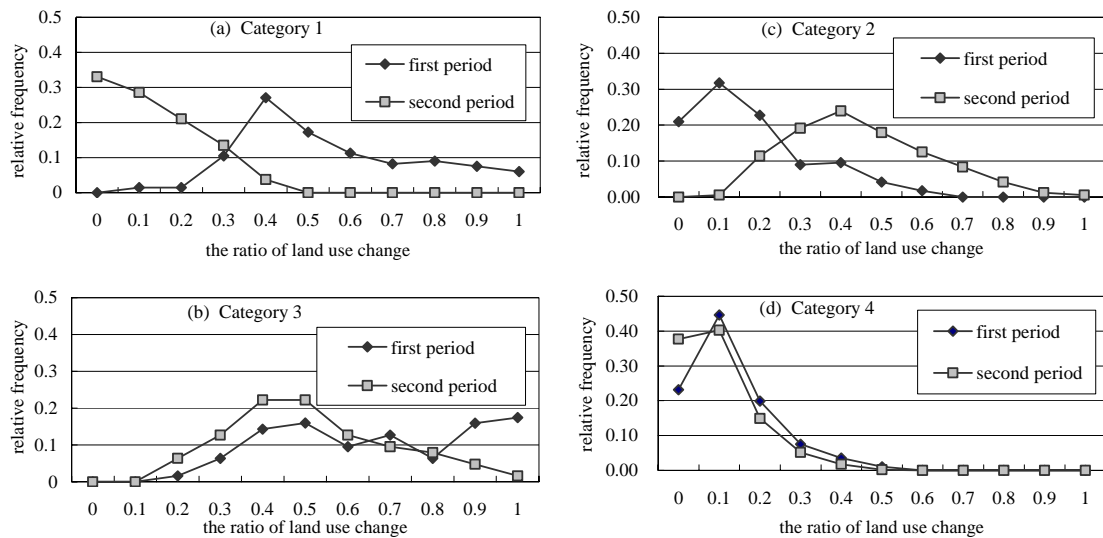 (a) Category 1
relative frequency
0.5
0.4
0.3
0.2
0.1
0
first period
second period
0 0.1 0.2 0.3 0.4 0.5 0.6 0.7 0.8 0.9 1
the ratio of land use change
(c) Category 2
relative frequency
0.50
0.40
0.30
0.20
0.10
0.00
first period
second period
0 0.1 0.2 0.3 0.4 0.5 0.6 0.7 0.8 0.9 1
the ratio of land use change
(b) Category 3
relative frequency
0.5
0.4
0.3
0.2
0.1
0
first period
second period
0 0.1 0.2 0.3 0.4 0.5 0.6 0.7 0.8 0.9 1
the ratio of land use change
(d) Category 4
relative frequency
0.50
0.40
0.30
0.20
0.10
0.00
first period
second period
0 0.1 0.2 0.3 0.4 0.5 0.6 0.7 0.8 0.9 1
the ratio of land use change